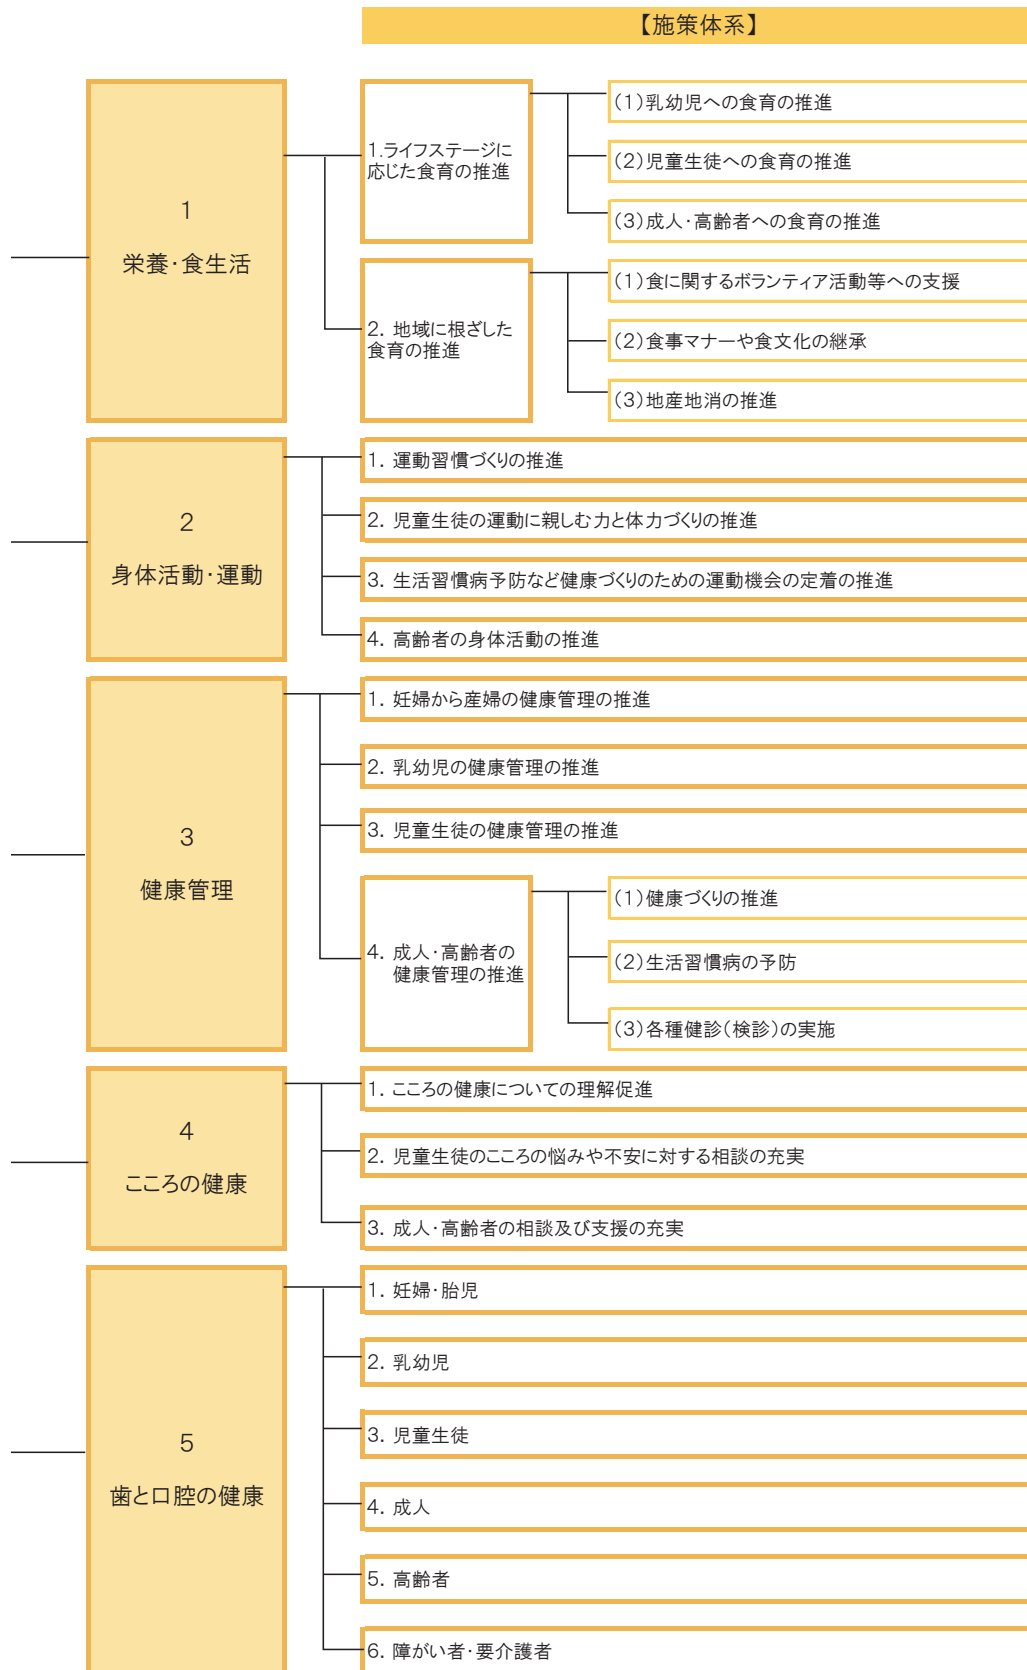 【施策体系】
1
栄養・食生活
1.ライフステージに
応じた食育の推進
(1)乳幼児への食育の推進
(2)児童生徒への食育の推進
(3)成人・高齢者への食育の推進
2. 地域に根ざした
食育の推進
(1)食に関するボランティア活動等への支援
(2)食事マナーや食文化の継承
(3)地産地消の推進
2
身体活動・運動
1. 運動習慣づくりの推進
2. 児童生徒の運動に親しむ力と体力づくりの推進
3. 生活習慣病予防など健康づくりのための運動機会の定着の推進
4. 高齢者の身体活動の推進
3
健康管理
1. 妊婦から産婦の健康管理の推進
2. 乳幼児の健康管理の推進
3. 児童生徒の健康管理の推進
4. 成人・高齢者の
健康管理の推進
(1)健康づくりの推進
(2)生活習慣病の予防
(3)各種健診(検診)の実施
4
こころの健康
1. こころの健康についての理解促進
2. 児童生徒のこころの悩みや不安に対する相談の充実
3. 成人・高齢者の相談及び支援の充実
5
歯と口腔の健康
1. 妊婦・胎児
2. 乳幼児
3. 児童生徒
4. 成人
5. 高齢者
6. 障がい者・要介護者